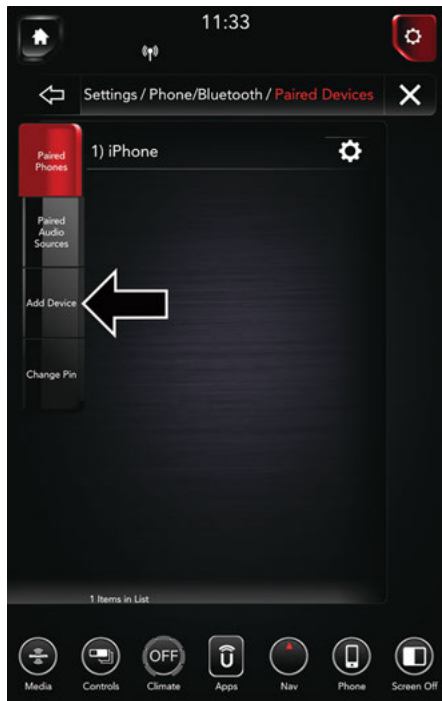 11:33
Settings / Phone/Bluetooth / Paired Devices
Paired
Phones
1) iPhone
Paired
Audio
Sources
Add Device
Change Pin
1 Items in List
OFF
Media
Controls
Climate
Apps
Nav
Phone
Screen Off